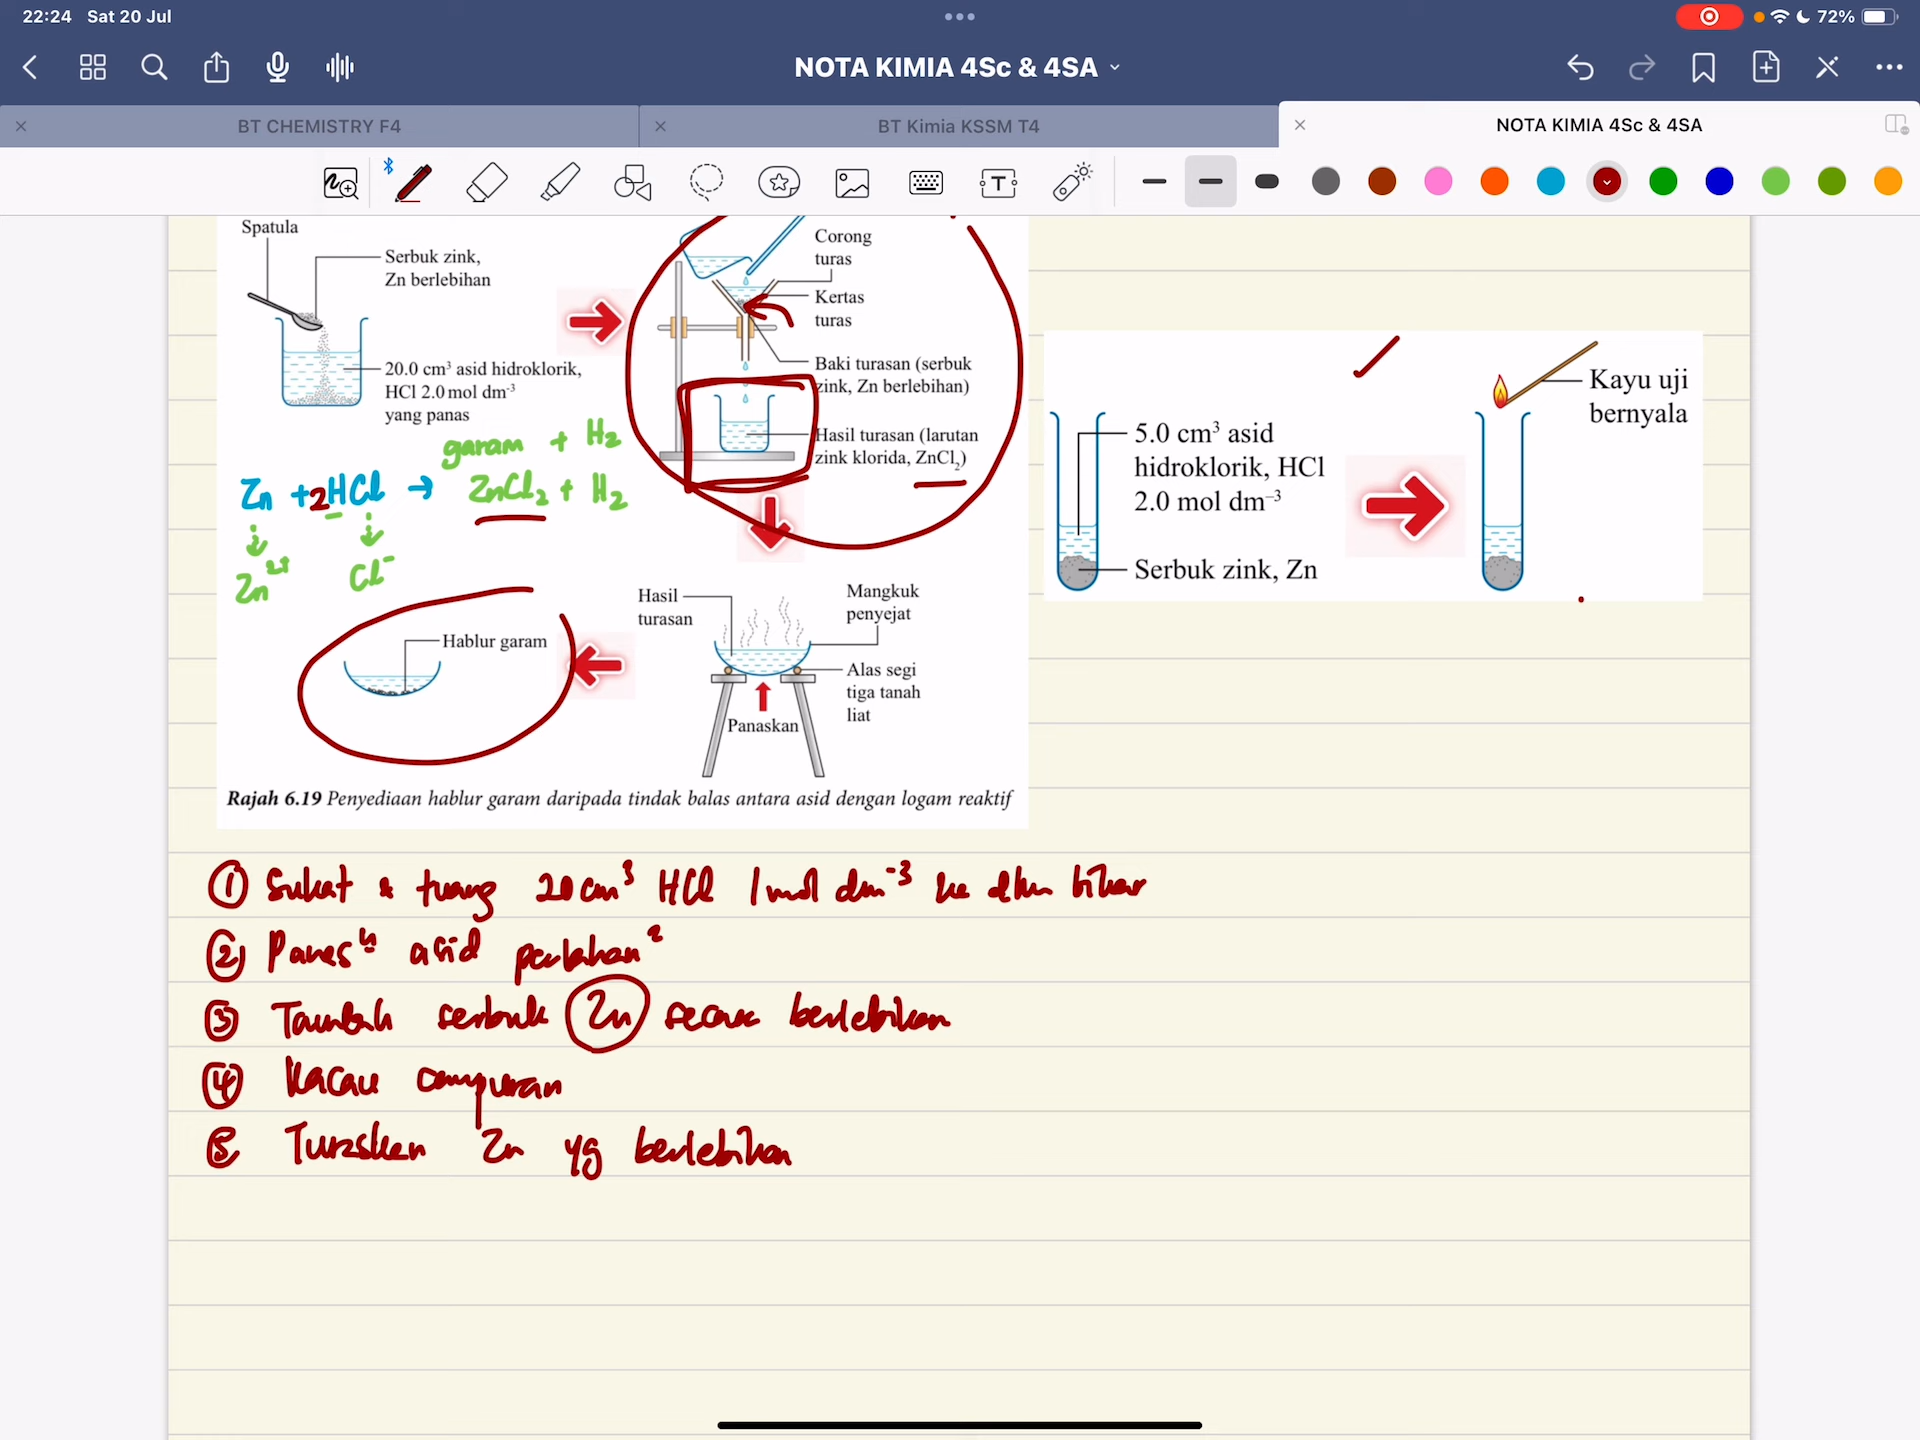 22:24 Sat 20 Jul
72%
NOTA KIMIA 4Sc & 4SA
BT CHEMISTRY F4
BT Kimia KSSM T4
NOTA KIMIA 4Sc & 4SA
Spatula
Serbuk zink,
Zn berlebihan
20.0 cm³ asid hidroklorik,
HCl 2.0 mol dm⁻³
yang panas
Corong
turas
Kertas
turas
Baki turasan (serbuk
zink, Zn berlebihan)
Hasil turasan (larutan
zink klorida, ZnCl₂)
garam + H₂
Zn + 2HCl → ZnCl₂ + H₂
Zn²⁺ Cl⁻
Hasil
turasan
Mangkuk
penyejat
Alas segi
tiga tanah
liat
Panaskan
Hablur garam
Rajah 6.19 Penyediaan hablur garam daripada tindak balas antara asid dengan logam reaktif
5.0 cm³ asid
hidroklorik, HCl
2.0 mol dm⁻³
Serbuk zink, Zn
Kayu uji
bernyala
① Sukat & tuang 20 cm³ HCl 1 mol dm⁻³ ke dlm bikar
② Panas asid perlahan²
③ Tambah serbuk Zn secara berlebihan
④ Kacau campuran
⑤ Turaskan Zn yg berlebihan